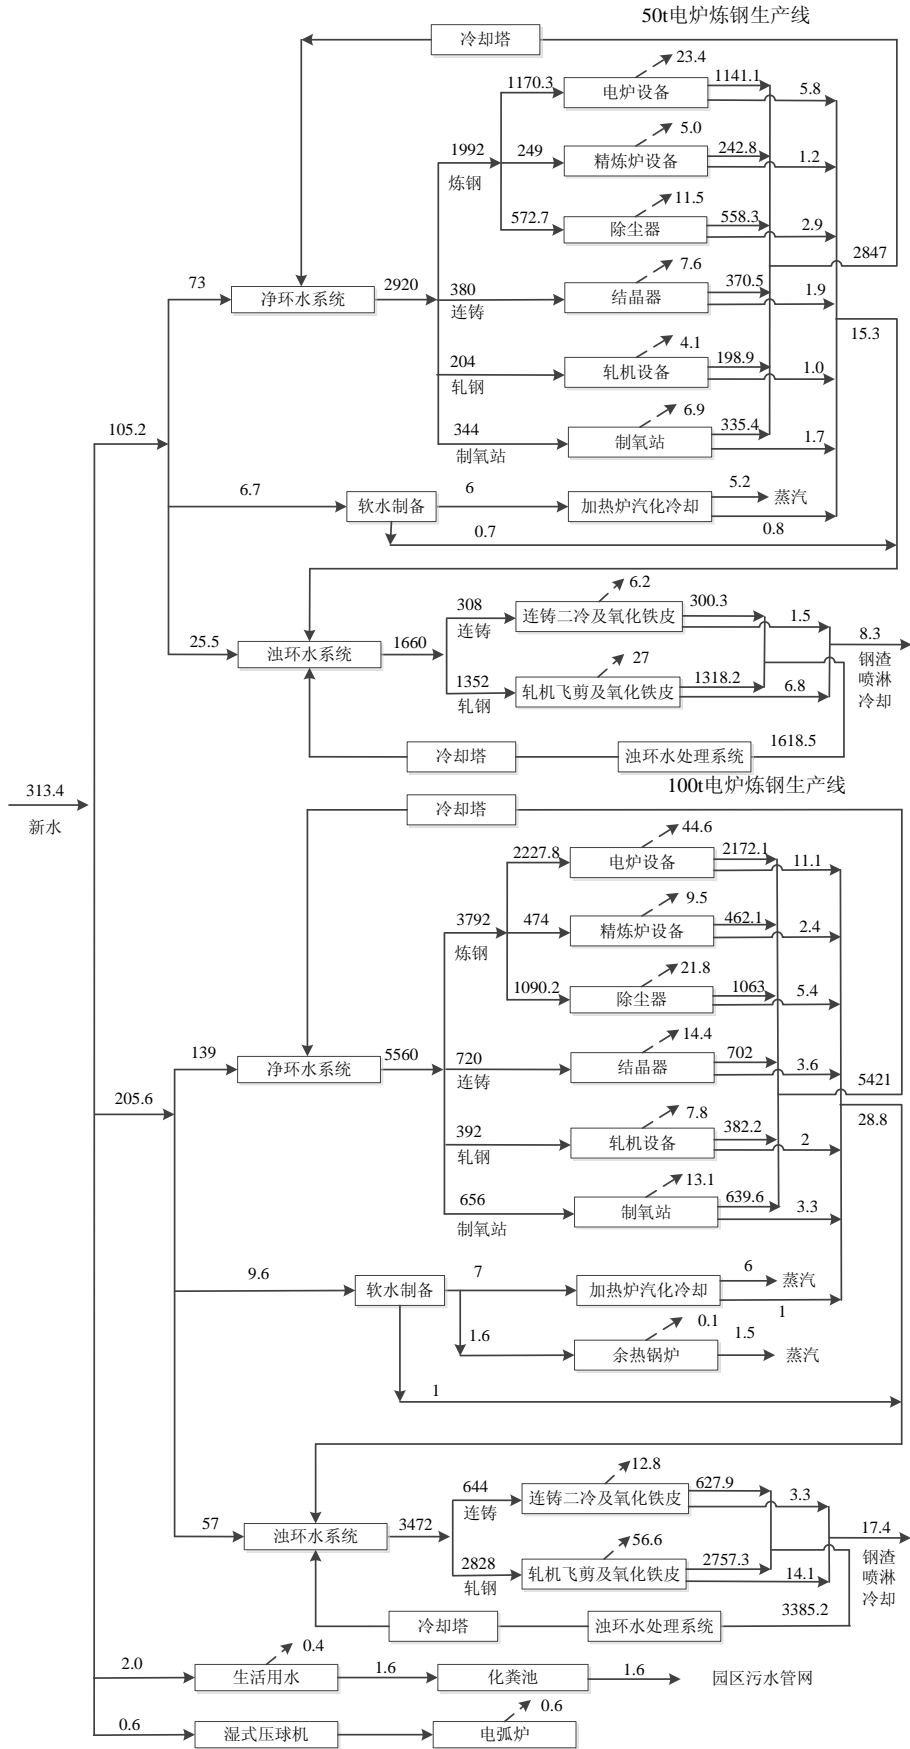 50t电炉炼钢生产线
冷却塔
23.4
1170.3
电炉设备
1141.1
5.8
5.0
1992
炼钢
249
精炼炉设备
242.8
1.2
11.5
572.7
除尘器
558.3
2.9
2847
73
净环水系统
2920
7.6
380
连铸
结晶器
370.5
1.9
15.3
4.1
204
轧钢
轧机设备
198.9
1.0
105.2
6.9
344
制氧站
制氧站
335.4
1.7
6.7
软水制备
6
加热炉汽化冷却
5.2
蒸汽
0.7
0.8
6.2
308
连铸
连铸二冷及氧化铁皮
300.3
1.5
25.5
浊环水系统
1660
8.3
钢渣
喷淋
冷却
27
1352
轧钢
轧机飞剪及氧化铁皮
1318.2
6.8
冷却塔
浊环水处理系统
1618.5
313.4
新水
100t电炉炼钢生产线
冷却塔
44.6
2227.8
电炉设备
2172.1
11.1
9.5
3792
炼钢
474
精炼炉设备
462.1
2.4
21.8
1090.2
除尘器
1063
5.4
139
净环水系统
5560
14.4
720
连铸
结晶器
702
3.6
5421
28.8
205.6
7.8
392
轧钢
轧机设备
382.2
2
13.1
656
制氧站
制氧站
639.6
3.3
9.6
软水制备
7
加热炉汽化冷却
6
蒸汽
1
0.1
1.6
余热锅炉
1.5
蒸汽
1
12.8
644
连铸
连铸二冷及氧化铁皮
627.9
3.3
57
浊环水系统
3472
17.4
钢渣
喷淋
冷却
56.6
2828
轧钢
轧机飞剪及氧化铁皮
2757.3
14.1
冷却塔
浊环水处理系统
3385.2
0.4
2.0
生活用水
1.6
化粪池
1.6
园区污水管网
0.6
0.6
湿式压球机
电弧炉